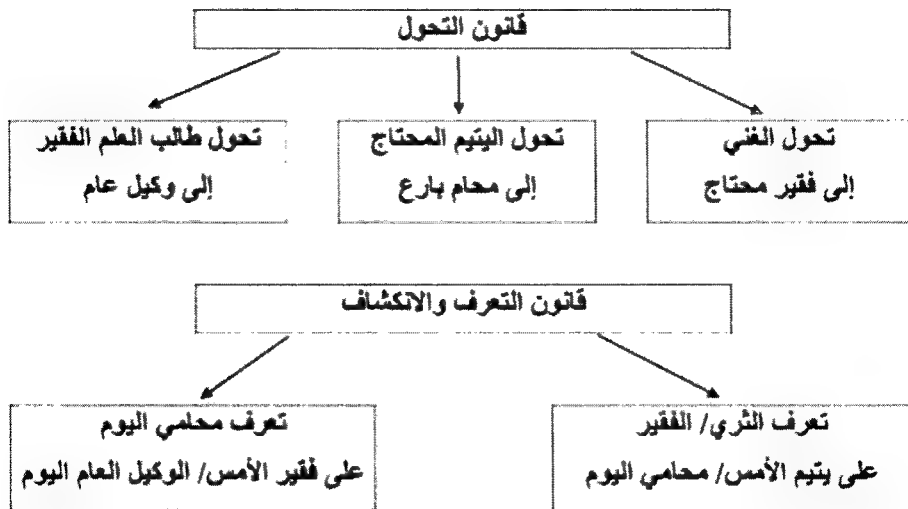 قانون التحول
تحول الغني
إلى فقير محتاج
تحول اليتيم المحتاج
إلى محام بارع
تحول طالب العلم الفقير
إلى وكيل عام
قانون التعرف والانكشاف
تعرف الثري/ الفقير
على يتيم الأمس/ محامي اليوم
تعرف محامي اليوم
على فقير الأمس/ الوكيل العام اليوم